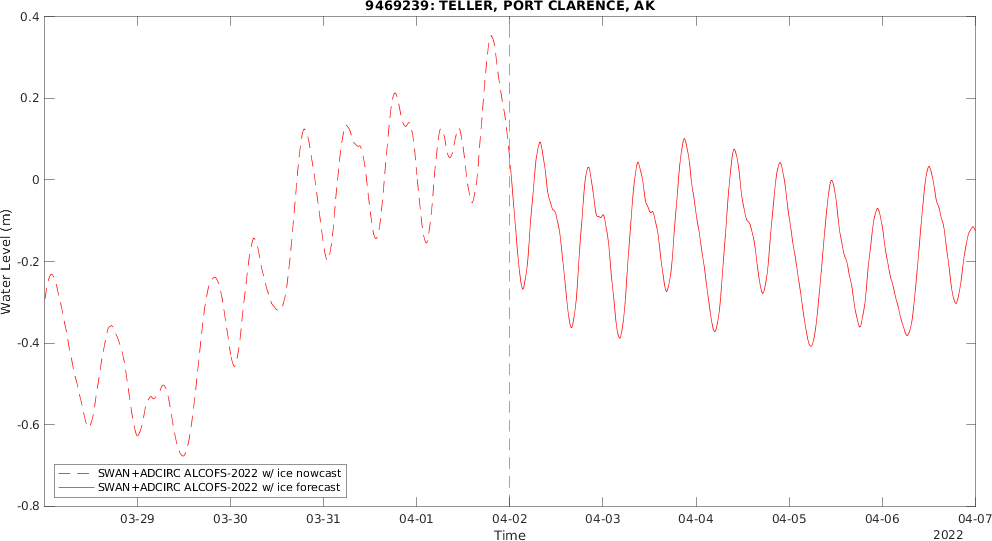 9469239: TELLER, PORT CLARENCE, AK
0.4
0.2
0
-0.2
-0.4
-0.6
-0.8
Water Level (m)
SWAN+ADCIRC ALCOFS-2022 w/ ice nowcast
SWAN+ADCIRC ALCOFS-2022 w/ ice forecast
03-29 03-30 03-31 04-01 04-02 04-03 04-04 04-05 04-06 04-07
Time
2022